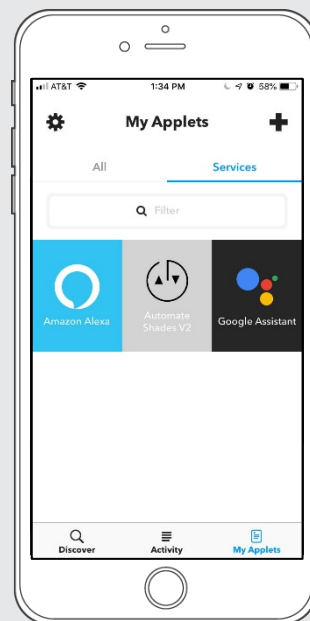 AT&T 1:34 PM 58%
My Applets
All Services
Filter
Amazon Alexa
Automate
Shades V2
Google Assistant
Discover Activity My Applets